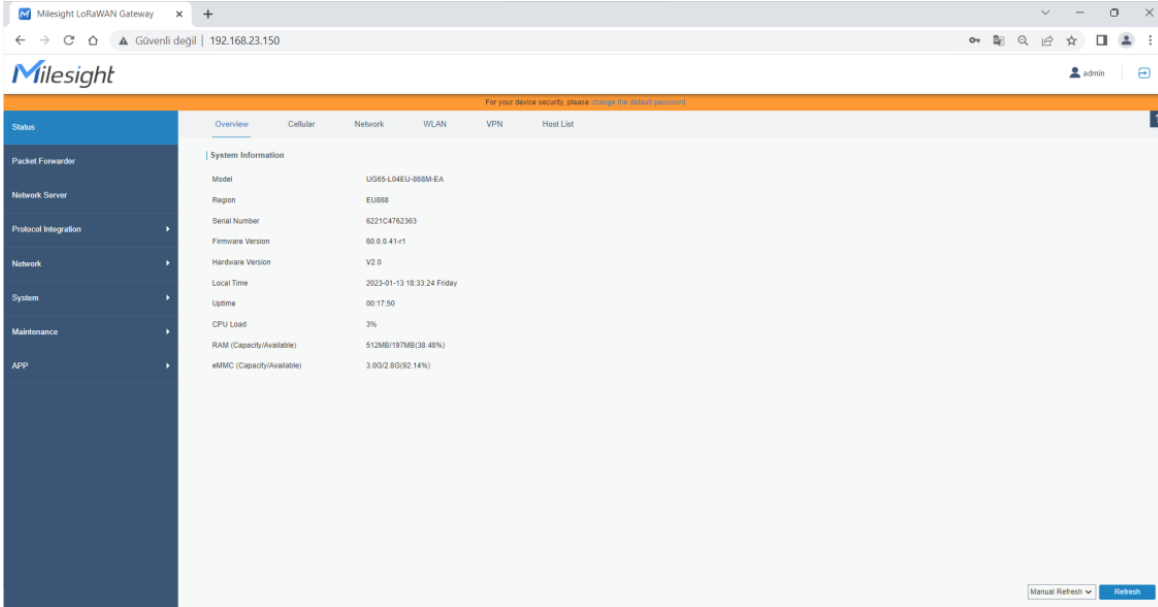 Milesight LoRaWAN Gateway
Güvenli değil | 192.168.23.150
Milesight
admin
For your device security, please change the default password
Status
Overview Cellular Network WLAN VPN Host List
Packet Forwarder
Network Server
Protocol Integration
Network
System
Maintenance
APP
System Information
Model UG65-L04EU-868M-EA
Region EU868
Serial Number 6221C4762363
Firmware Version 60.0.0.41-r1
Hardware Version V2.0
Local Time 2023-01-13 18:33:24 Friday
Uptime 00:17:50
CPU Load 3%
RAM (Capacity/Available) 512MB/197MB(38.48%)
eMMC (Capacity/Available) 3.0G/2.8G(92.14%)
Manual Refresh Refresh